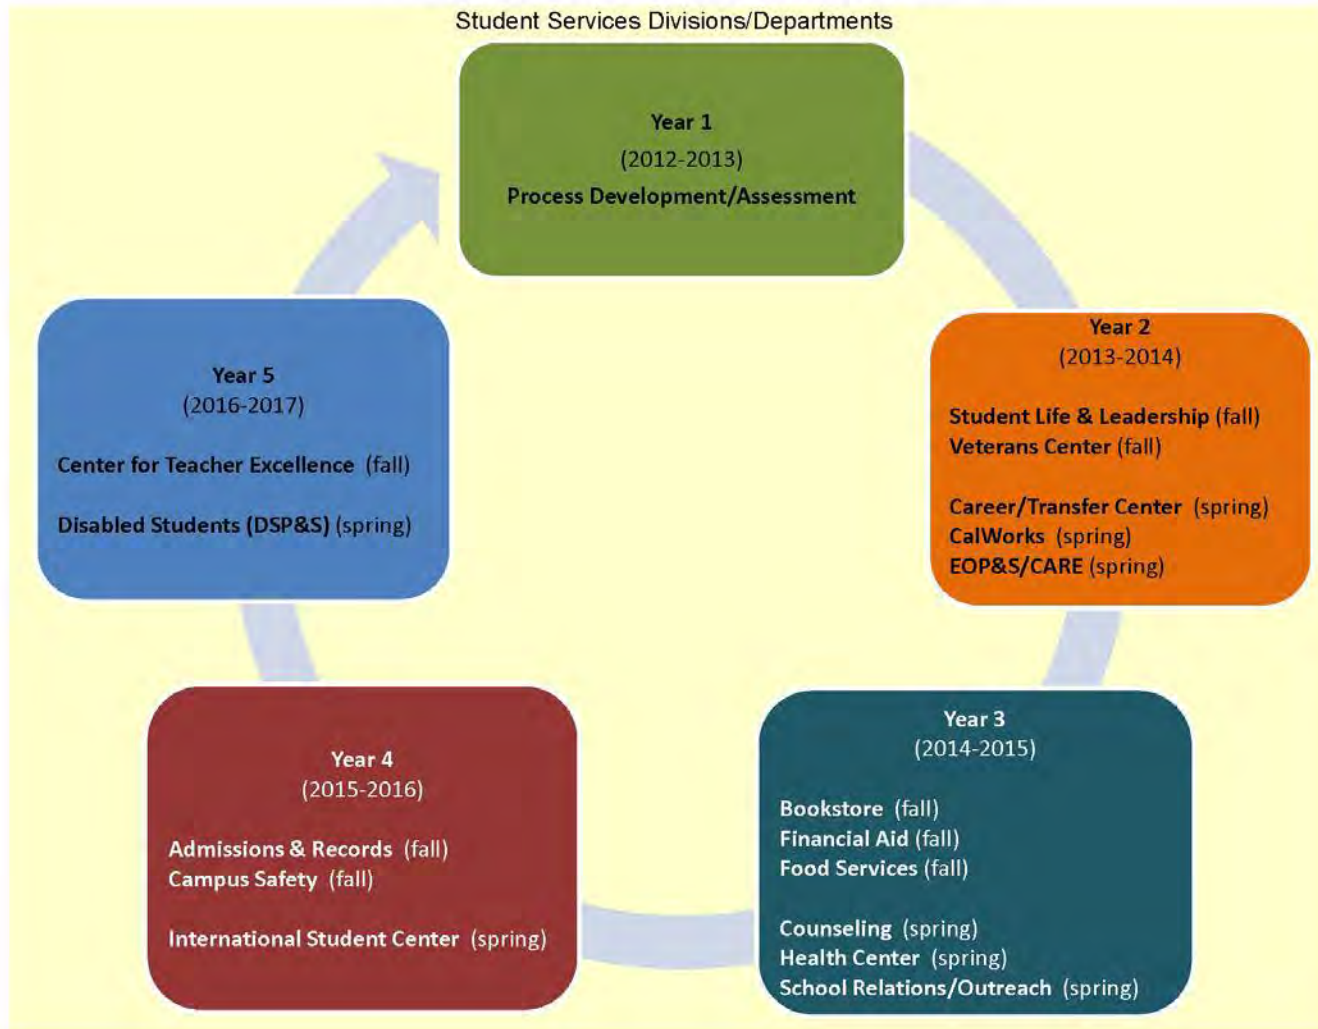 Student Services Divisions/Departments
Year 1
(2012-2013)
Process Development/Assessment
Year 2
(2013-2014)
Student Life & Leadership (fall)
Veterans Center (fall)
Career/Transfer Center (spring)
CalWorks (spring)
EOP&S/CARE (spring)
Year 3
(2014-2015)
Bookstore (fall)
Financial Aid (fall)
Food Services (fall)
Counseling (spring)
Health Center (spring)
School Relations/Outreach (spring)
Year 4
(2015-2016)
Admissions & Records (fall)
Campus Safety (fall)
International Student Center (spring)
Year 5
(2016-2017)
Center for Teacher Excellence (fall)
Disabled Students (DSP&S) (spring)